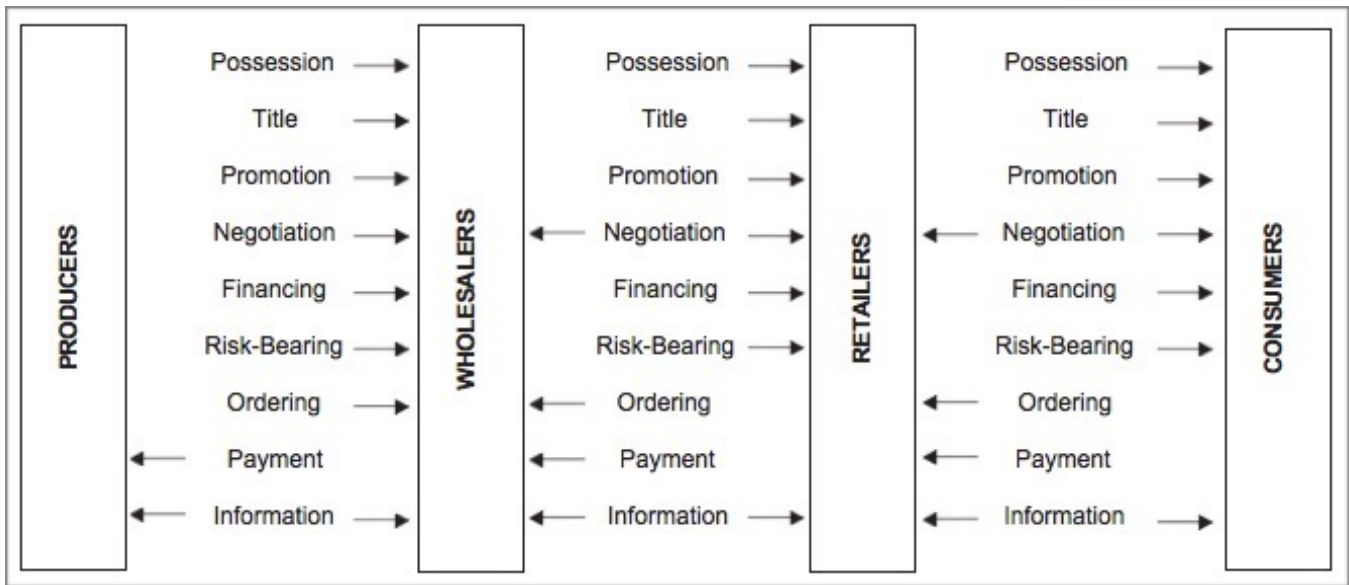 PRODUCERS
Possession
Title
Promotion
Negotiation
Financing
Risk-Bearing
Ordering
Payment
Information
WHOLESALERS
Possession
Title
Promotion
Negotiation
Financing
Risk-Bearing
Ordering
Payment
Information
RETAILERS
Possession
Title
Promotion
Negotiation
Financing
Risk-Bearing
Ordering
Payment
Information
CONSUMERS